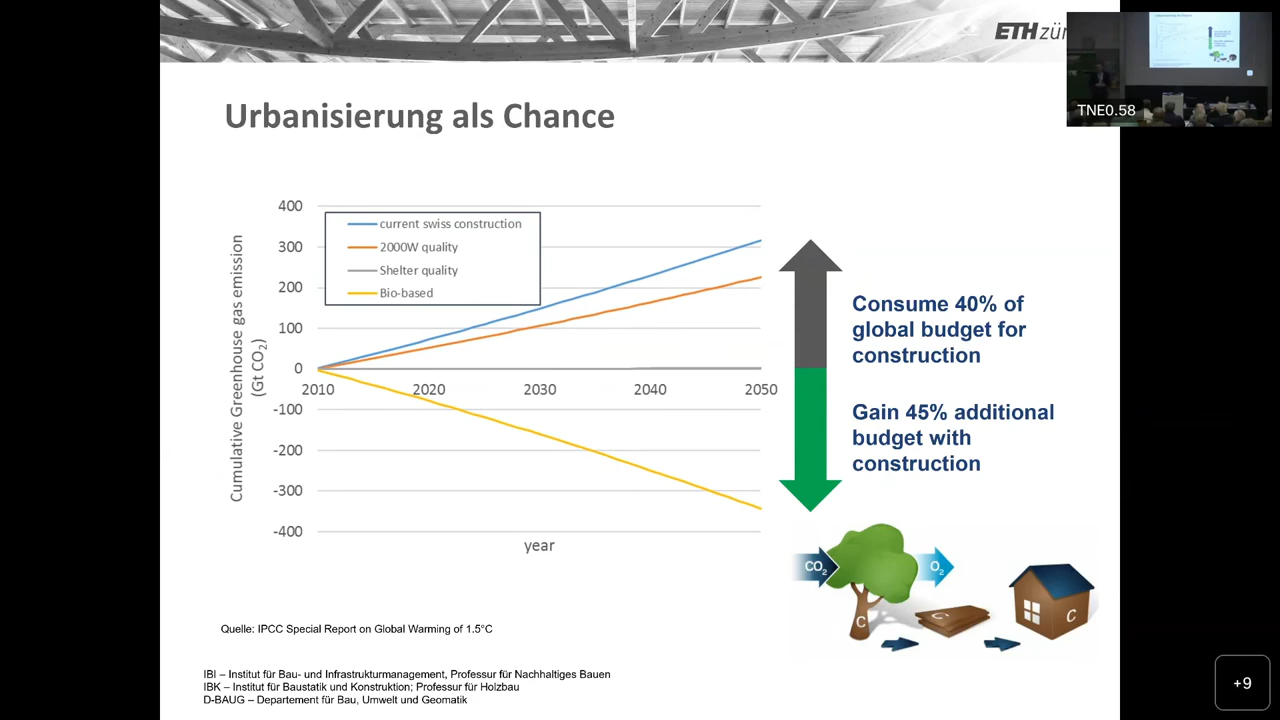 ETH zür
TNE0.58
Urbanisierung als Chance
400
300
200
100
0
-100
-200
-300
-400
2010
2020
2030
2040
2050
year
Cumulative Greenhouse gas emission
(Gt CO₂)
current swiss construction
2000W quality
Shelter quality
Bio-based
Consume 40% of
global budget for
construction
Gain 45% additional
budget with
construction
CO₂
O₂
C
C
C
Quelle: IPCC Special Report on Global Warming of 1.5°C
IBI – Institut für Bau- und Infrastrukturmanagement, Professur für Nachhaltiges Bauen
IBK – Institut für Baustatik und Konstruktion; Professur für Holzbau
D-BAUG – Departement für Bau, Umwelt und Geomatik
+9